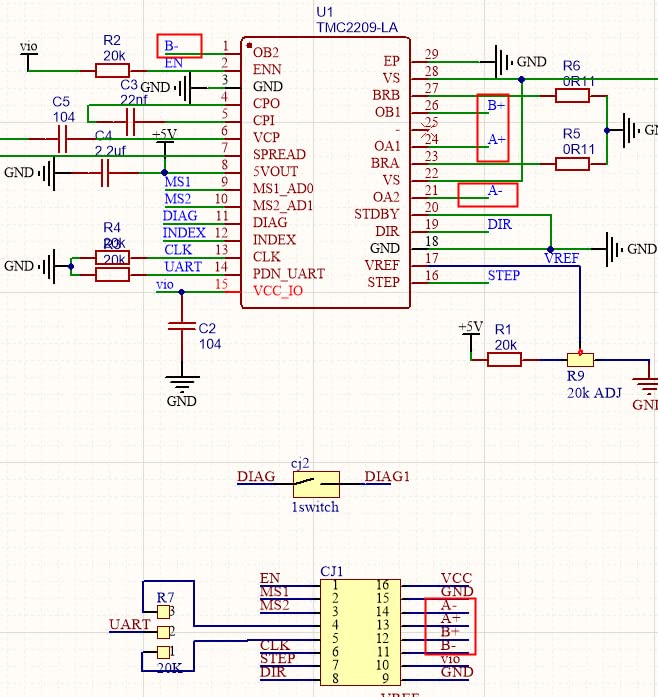 U1
TMC2209-LA
vio
R2
20k
B-
1
OB2
EN
2
ENN
C3
22nf
GND
3
GND
4
CPO
C5
104
5
CPI
C4
2.2uf
+5V
6
VCP
7
SPREAD
GND
8
5VOUT
MS1
9
MS1_AD0
MS2
10
MS2_AD1
DIAG
11
DIAG
INDEX
12
INDEX
R4
20k
CLK
13
CLK
R3
20k
GND
UART
14
PDN_UART
vio
15
VCC_IO
C2
104
GND
EP
29
GND
VS
28
BRB
27
R6
0R11
OB1
26
B+
-
25
GN
OA1
24
A+
BRA
23
R5
0R11
VS
22
OA2
21
A-
STDBY
20
DIR
19
DIR
GND
18
GND
VREF
17
VREF
STEP
16
STEP
+5V
R1
20k
R9
20k ADJ
GND
cj2
DIAG
DIAG1
1switch
CJ1
EN
1
16
VCC
MS1
2
15
GND
MS2
3
14
A-
4
13
A+
5
12
B+
CLK
6
11
B-
STEP
7
10
vio
DIR
8
9
GND
R7
3
UART
2
1
20K